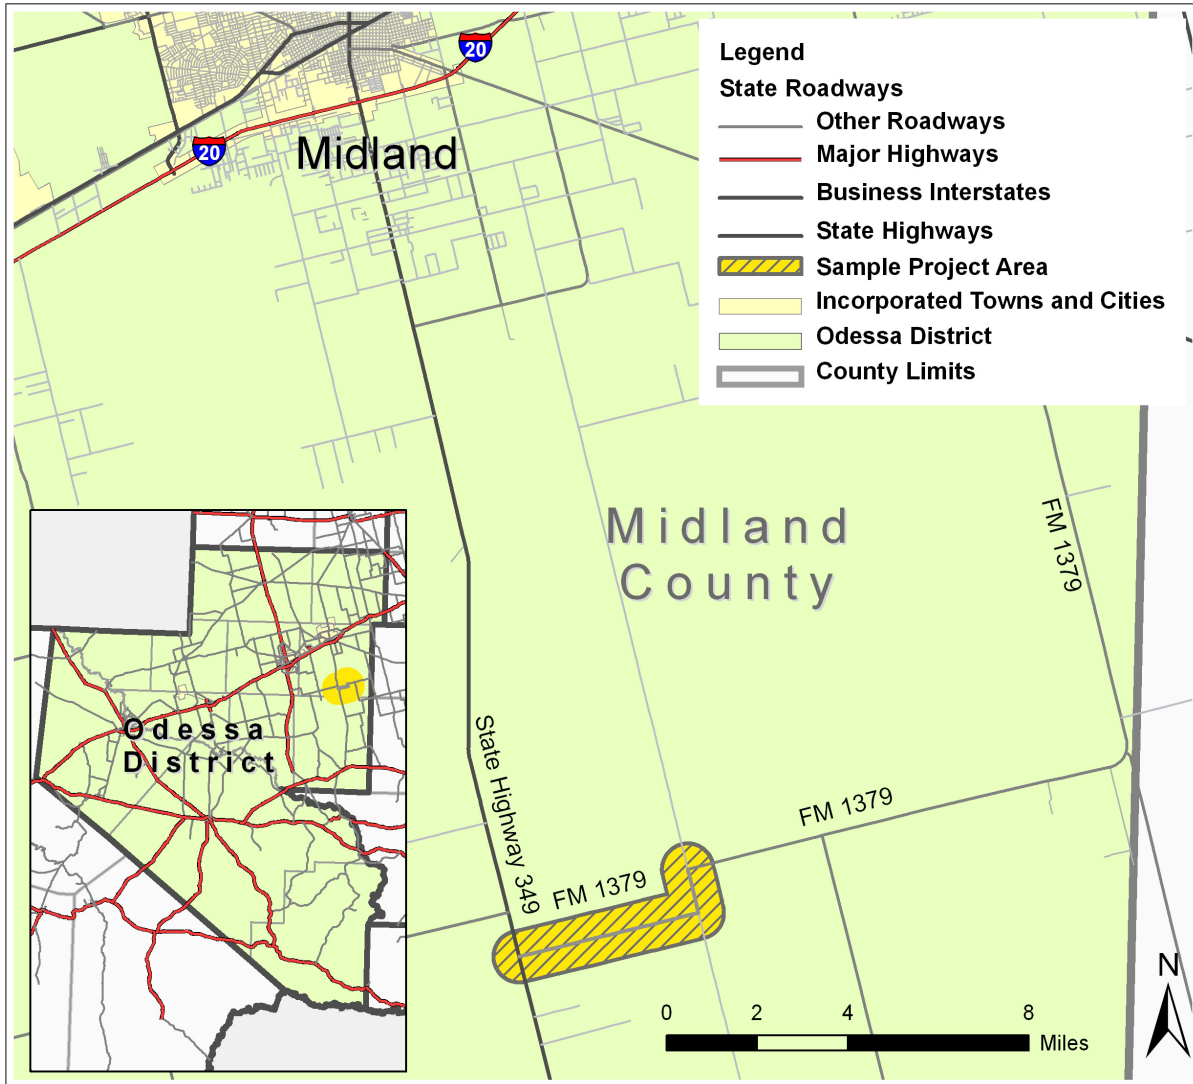 20
20
Midland
Legend
State Roadways
Other Roadways
Major Highways
Business Interstates
State Highways
Sample Project Area
Incorporated Towns and Cities
Odessa District
County Limits
Midland
County
FM 1379
Odessa
District
State Highway 349
FM 1379
FM 1379
N
0 2 4 8
Miles